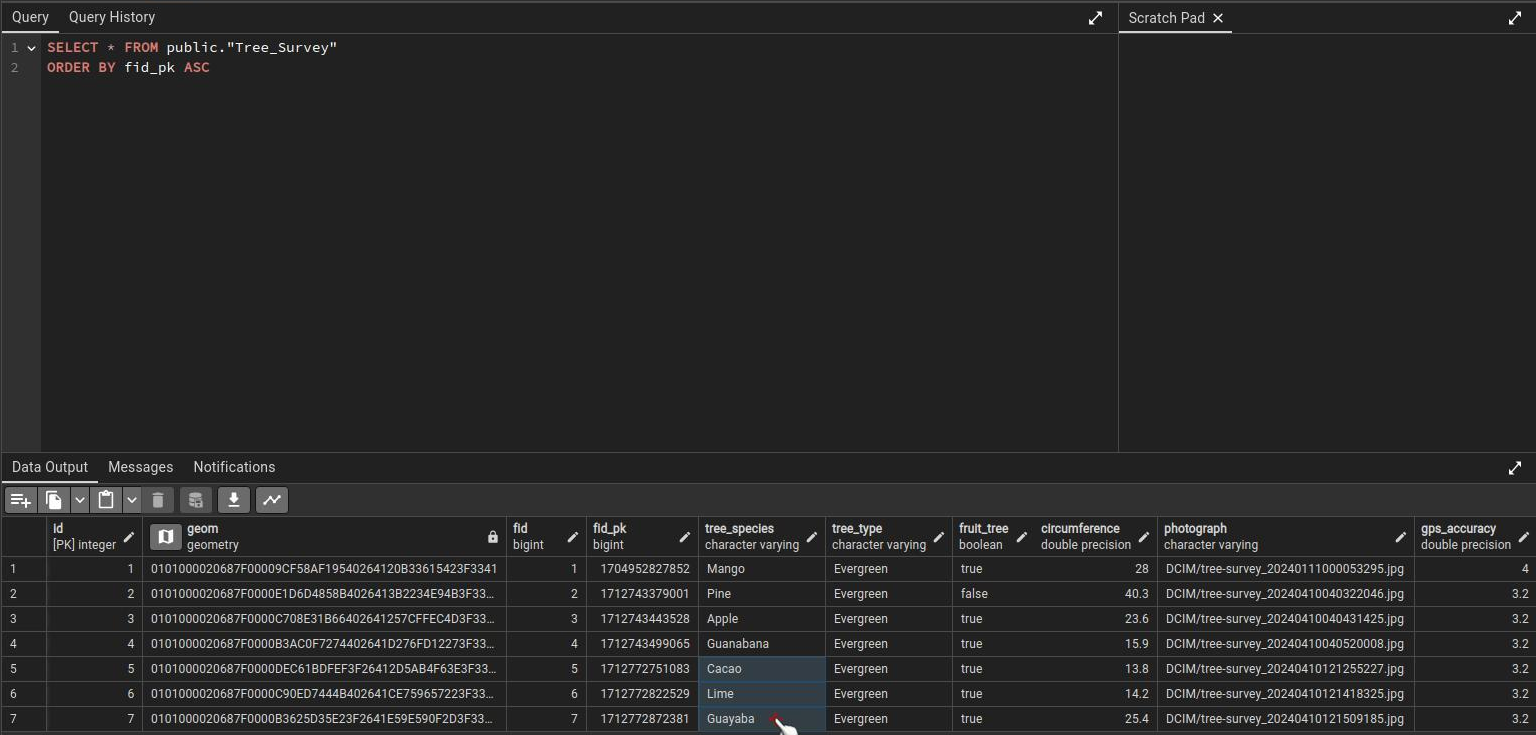 Query Query History Scratch Pad
1 SELECT * FROM public."Tree_Survey"
2 ORDER BY fid_pk ASC
Data Output Messages Notifications
id geom fid fid_pk tree_species tree_type fruit_tree circumference photograph gps_accuracy
[PK] integer geometry bigint bigint character varying character varying boolean double precision character varying double precision
1 1 0101000020687F00009CF58AF19540264120B33615423F3341 1 1704952827852 Mango Evergreen true 28 DCIM/tree-survey_20240111000053295.jpg 4
2 2 0101000020687F0000E1D6D4858B4026413B2234E94B3F33... 2 1712743379001 Pine Evergreen false 40.3 DCIM/tree-survey_20240410040322046.jpg 3.2
3 3 0101000020687F0000C708E31B66402641257CFFEC4D3F33... 3 1712743443528 Apple Evergreen true 23.6 DCIM/tree-survey_20240410040431425.jpg 3.2
4 4 0101000020687F0000B3AC0F7274402641D276FD12273F33... 4 1712743499065 Guanabana Evergreen true 15.9 DCIM/tree-survey_20240410040520008.jpg 3.2
5 5 0101000020687F0000DEC61BDFEF3F26412D5AB4F63E3F33... 5 1712772751083 Cacao Evergreen true 13.8 DCIM/tree-survey_20240410121255227.jpg 3.2
6 6 0101000020687F0000C90ED7444B402641CE759657223F33... 6 1712772822529 Lime Evergreen true 14.2 DCIM/tree-survey_20240410121418325.jpg 3.2
7 7 0101000020687F0000B3625D35E23F2641E59E590F2D3F33... 7 1712772872381 Guayaba Evergreen true 25.4 DCIM/tree-survey_20240410121509185.jpg 3.2